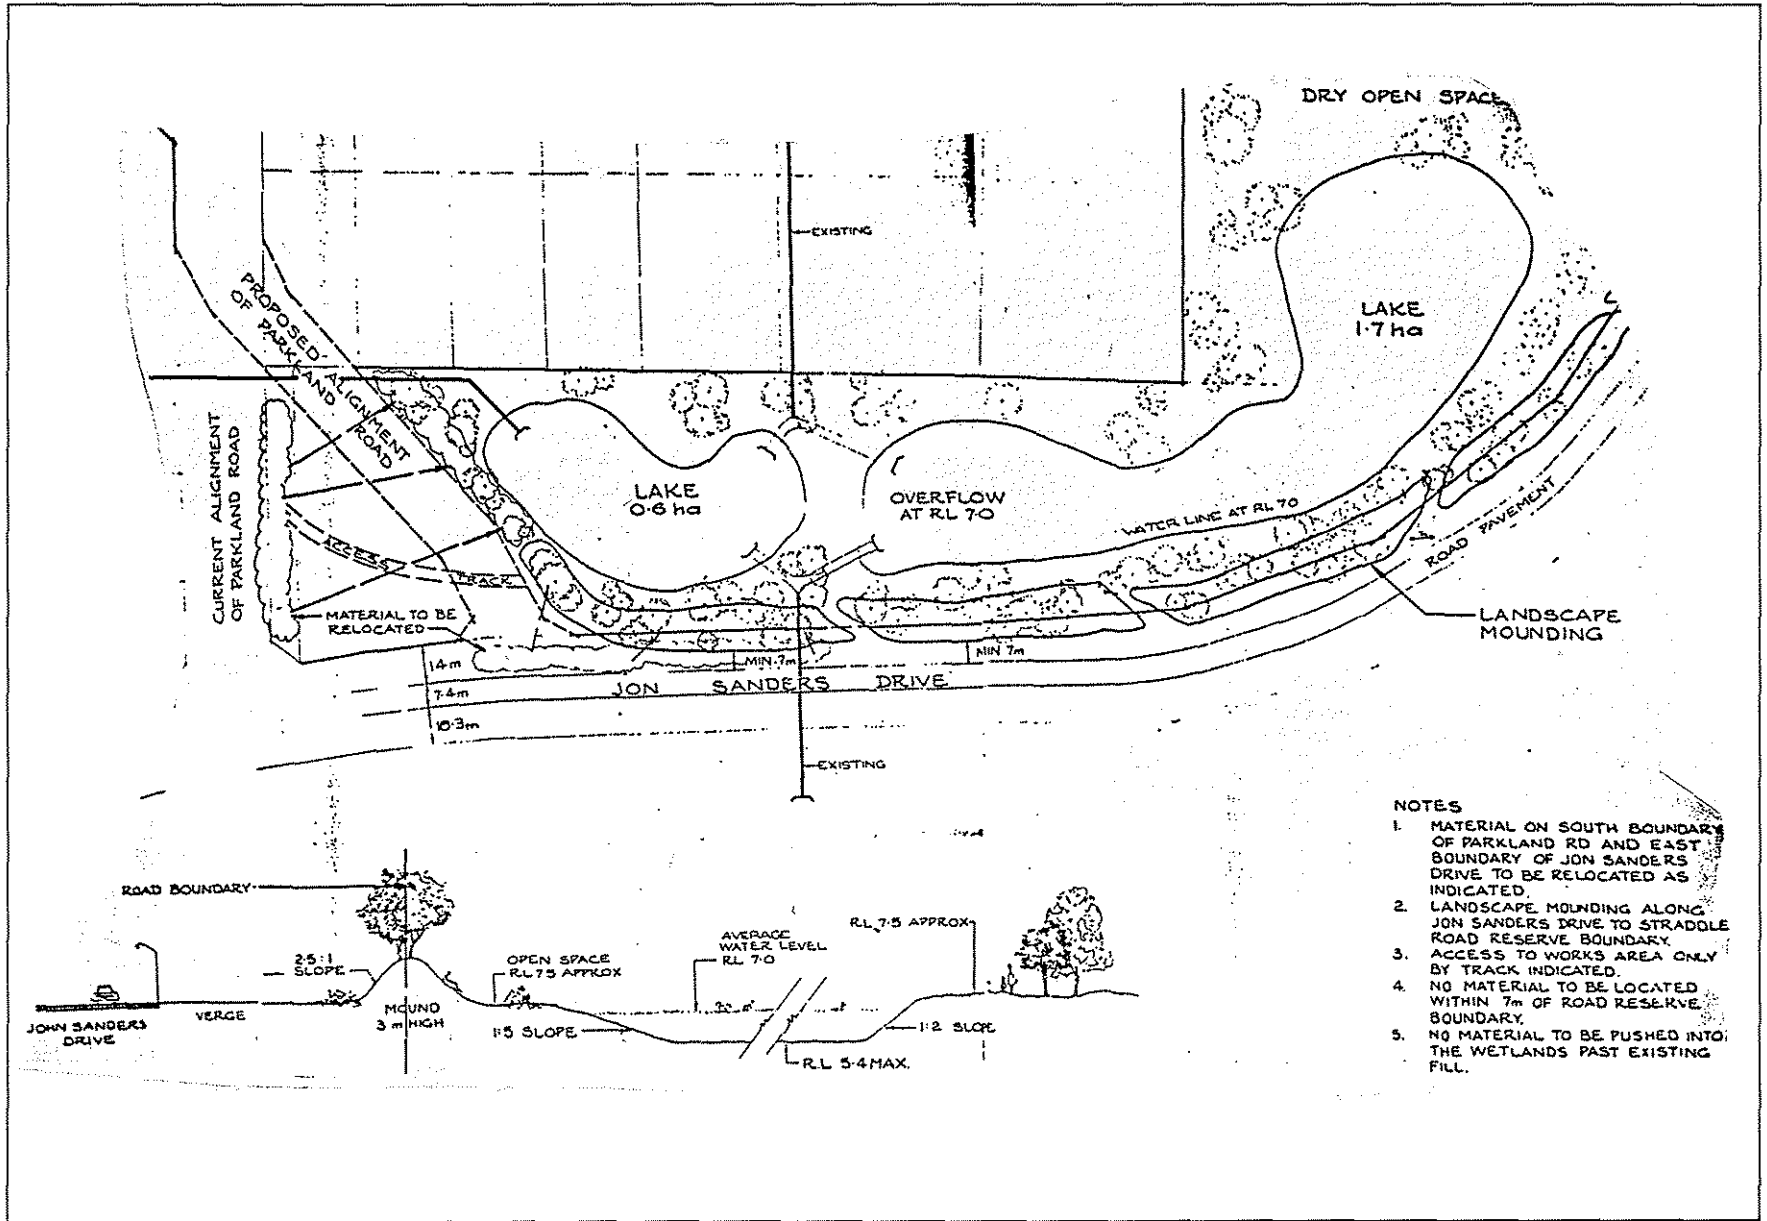 DRY OPEN SPACE
EXISTING
PROPOSED ALIGNMENT
OF PARKLAND ROAD
LAKE
1·7 ha
CURRENT ALIGNMENT
OF PARKLAND ROAD
LAKE
0·6 ha
OVERFLOW
AT RL 7·0
WATER LINE AT RL 7·0
ROAD PAVEMENT
ACCESS TRACK
MATERIAL TO BE
RELOCATED
LANDSCAPE
MOUNDING
14m
MIN 7m
MIN 7m
7·4m
JON SANDERS DRIVE
EXISTING
NOTES
1. MATERIAL ON SOUTH BOUNDARY
OF PARKLAND RD AND EAST
BOUNDARY OF JON SANDERS
DRIVE TO BE RELOCATED AS
INDICATED.
2. LANDSCAPE MOUNDING ALONG
JON SANDERS DRIVE TO STRADDLE
ROAD RESERVE BOUNDARY.
3. ACCESS TO WORKS AREA ONLY
BY TRACK INDICATED.
4. NO MATERIAL TO BE LOCATED
WITHIN 7m OF ROAD RESERVE
BOUNDARY.
5. NO MATERIAL TO BE PUSHED INTO
THE WETLANDS PAST EXISTING
FILL.
ROAD BOUNDARY
2·5:1
SLOPE
OPEN SPACE
RL 7·5 APPROX
AVERAGE
WATER LEVEL
RL 7·0
RL 7·5 APPROX
JOHN SANDERS
DRIVE
VERGE
MOUND
3m HIGH
1:5 SLOPE
1:2 SLOPE
R.L 5·4 MAX.